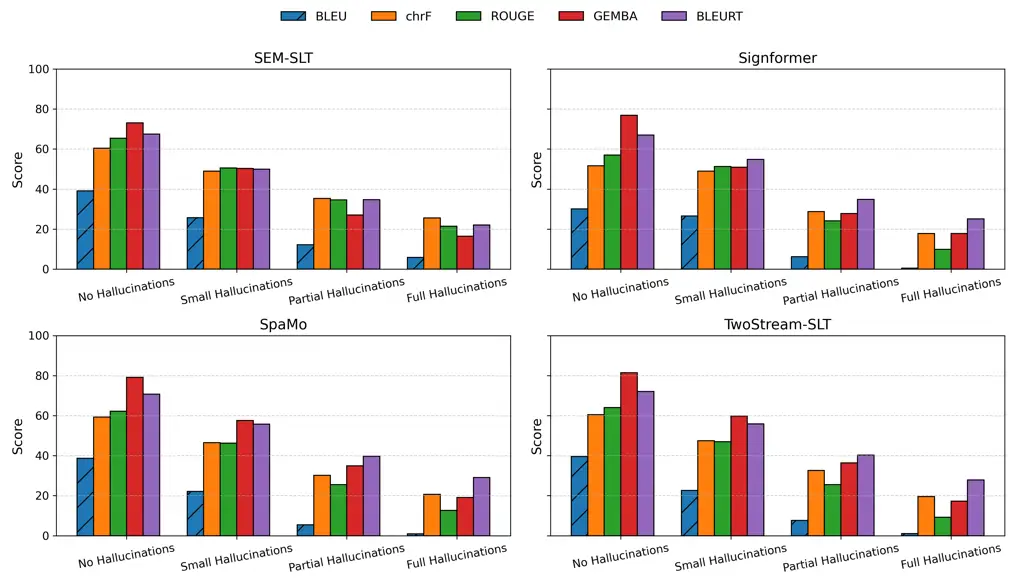 BLEU chrF ROUGE GEMBA BLEURT
SEM-SLT
Score
100
80
60
40
20
0
No Hallucinations Small Hallucinations Partial Hallucinations Full Hallucinations
Signformer
Score
No Hallucinations Small Hallucinations Partial Hallucinations Full Hallucinations
SpaMo
Score
100
80
60
40
20
0
No Hallucinations Small Hallucinations Partial Hallucinations Full Hallucinations
TwoStream-SLT
Score
No Hallucinations Small Hallucinations Partial Hallucinations Full Hallucinations